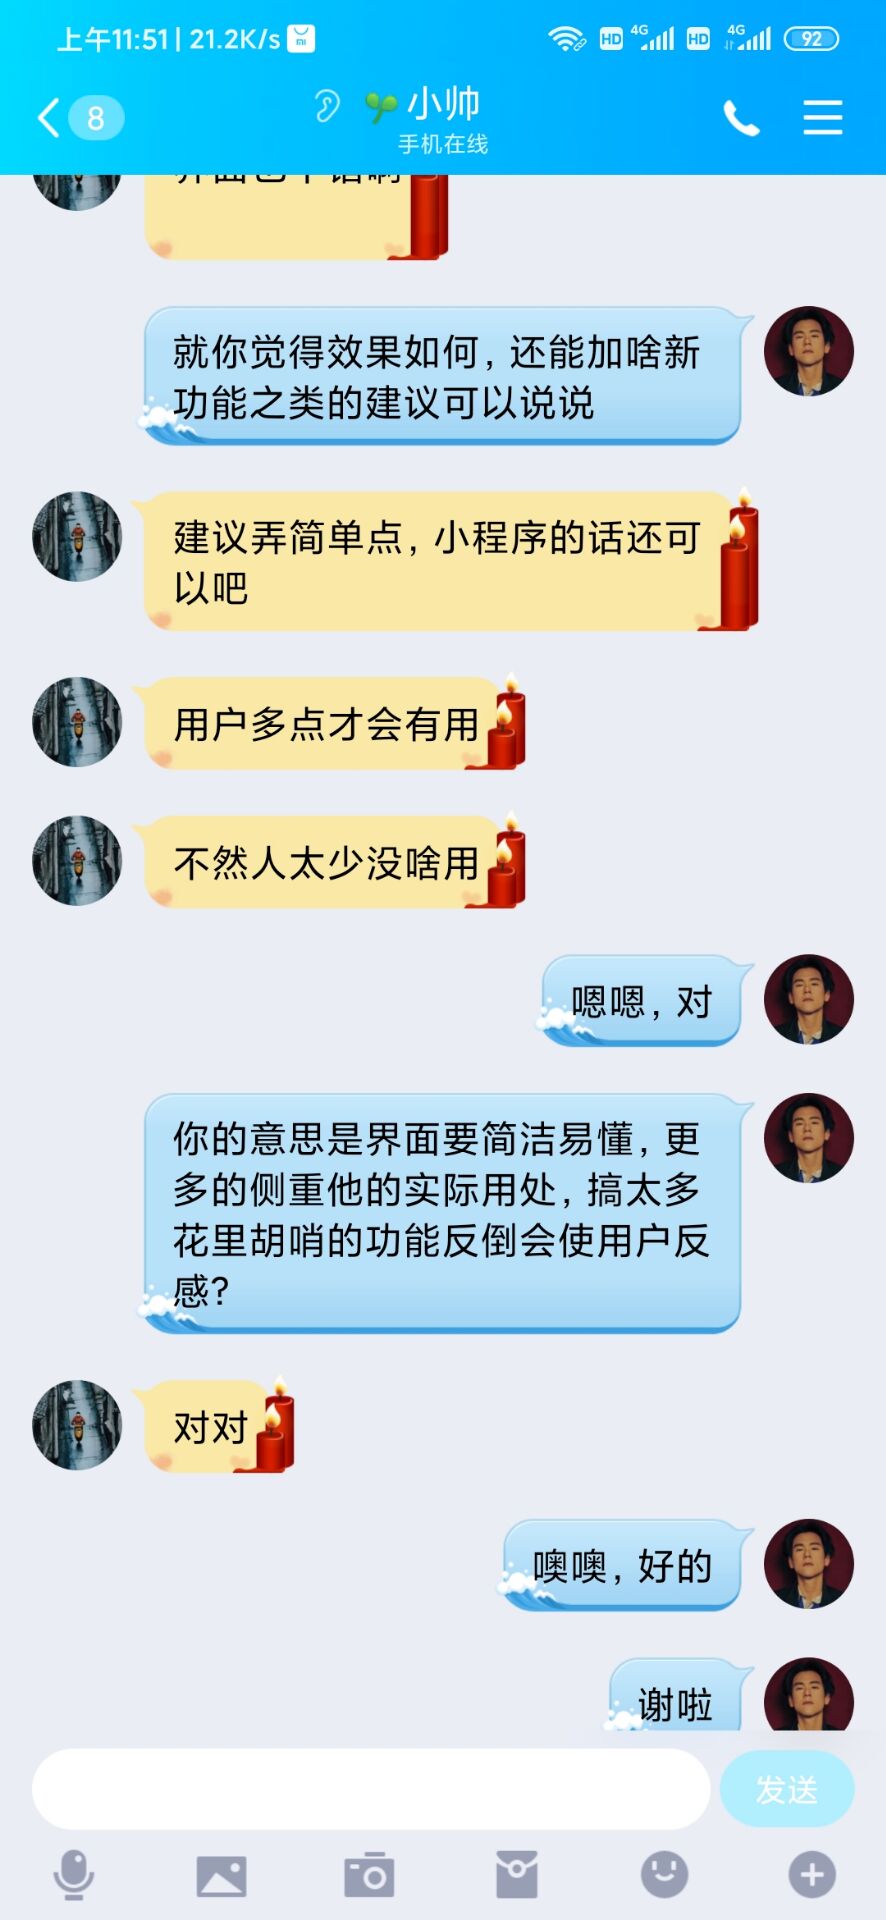 上午11:51 | 21.2K/s
HD 4G HD 4G 92
8
小帅
手机在线
就你觉得效果如何，还能加啥新
功能之类的建议可以说说
建议弄简单点，小程序的话还可
以吧
用户多点才会有用
不然人太少没啥用
嗯嗯，对
你的意思是界面要简洁易懂，更
多的侧重他的实际用处，搞太多
花里胡哨的功能反倒会使用户反
感?
对对
噢噢，好的
谢啦
发送